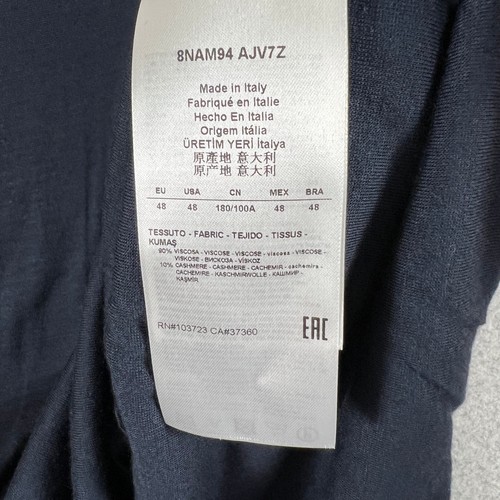 8NAM94 AJV7Z
Made in Italy
Fabriqué en Italie
Hecho En Italia
Origem Itália
ÜRETİM YERİ İtalya
原產地 意大利
原产地 意大利
EU USA CN MEX BRA
48 48 180/100A 48 48
TESSUTO - FABRIC - TEJIDO - TISSUS -
KUMAŞ
90% VISCOSA - VISCOSE - VISCOSE - viscosa - VISCOSE -
VISKOSE - ВИСКОЗА - VİSKOZ
10% CASHMERE - CASHMERE - CACHEMIR - cachemira -
CACHEMIRE - KASCHMIRWOLLE - КАШМИР -
KAŞMİR
RN#103723 CA#37360
EAC